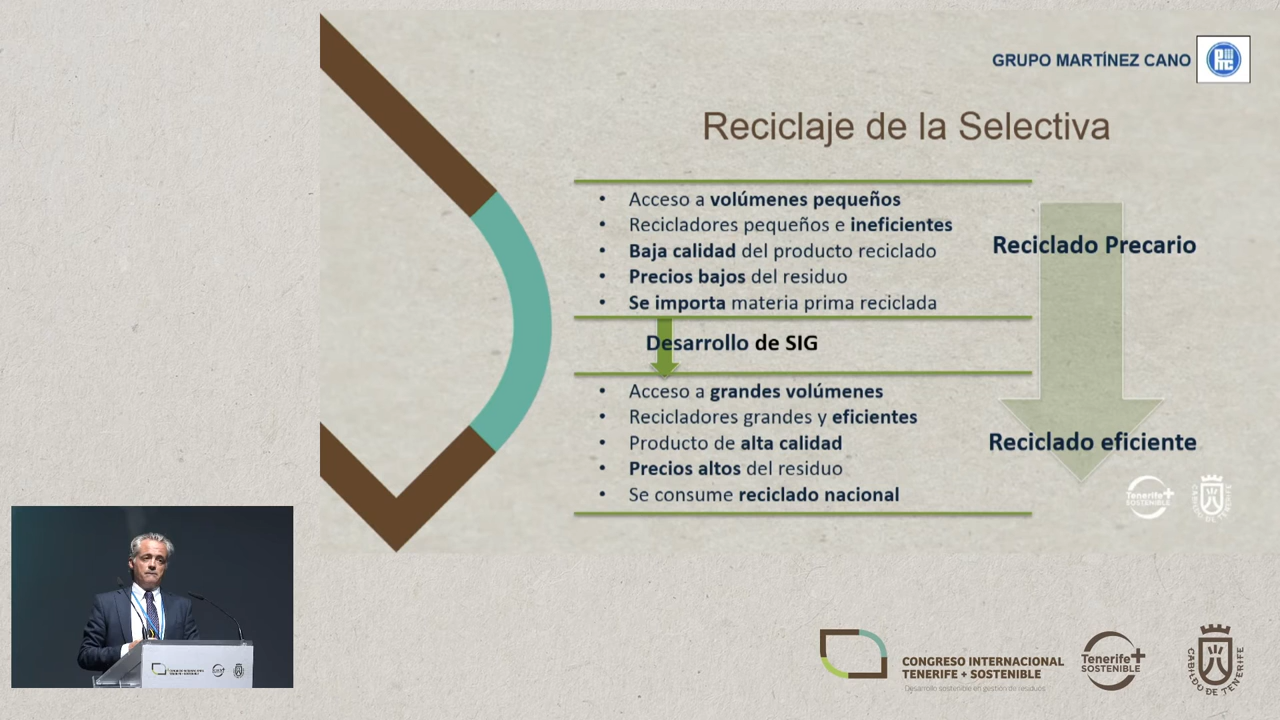 GRUPO MARTÍNEZ CANO
Reciclaje de la Selectiva
• Acceso a volúmenes pequeños
• Recicladores pequeños e ineficientes
• Baja calidad del producto reciclado
• Precios bajos del residuo
• Se importa materia prima reciclada
Reciclado Precario
Desarrollo de SIG
• Acceso a grandes volúmenes
• Recicladores grandes y eficientes
• Producto de alta calidad
• Precios altos del residuo
• Se consume reciclado nacional
Reciclado eficiente
Tenerife+
SOSTENIBLE
CABILDO DE TENERIFE
CONGRESO INTERNACIONAL
TENERIFE + SOSTENIBLE
Desarrollo sostenible en gestión de residuos
Tenerife+
SOSTENIBLE
CABILDO DE TENERIFE